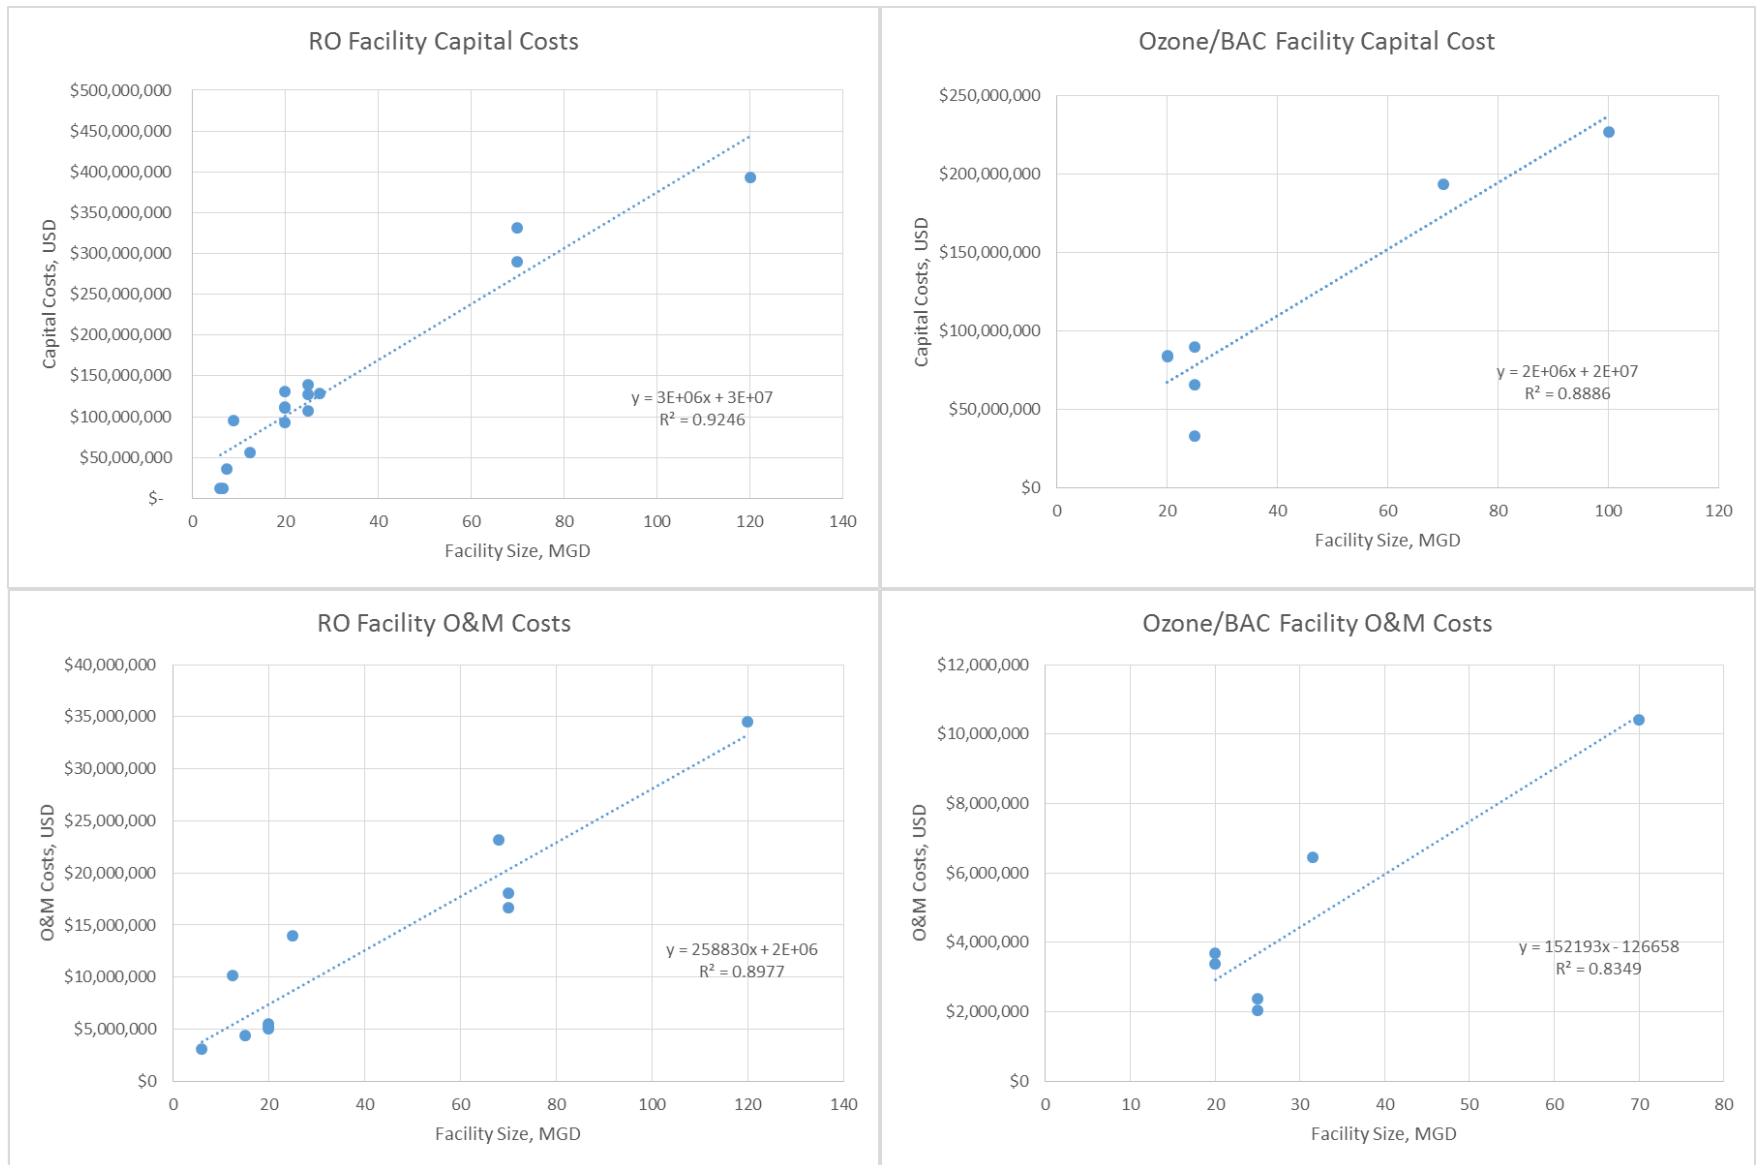 RO Facility Capital Costs
$500,000,000
$450,000,000
$400,000,000
$350,000,000
$300,000,000
$250,000,000
$200,000,000
$150,000,000
$100,000,000
$50,000,000
$-
Capital Costs, USD
y = 3E+06x + 3E+07
R² = 0.9246
0 20 40 60 80 100 120 140
Facility Size, MGD
Ozone/BAC Facility Capital Cost
$250,000,000
$200,000,000
$150,000,000
$100,000,000
$50,000,000
$0
Capital Costs, USD
y = 2E+06x + 2E+07
R² = 0.8886
0 20 40 60 80 100 120
Facility Size, MGD
RO Facility O&M Costs
$40,000,000
$35,000,000
$30,000,000
$25,000,000
$20,000,000
$15,000,000
$10,000,000
$5,000,000
$0
O&M Costs, USD
y = 258830x + 2E+06
R² = 0.8977
0 20 40 60 80 100 120 140
Facility Size, MGD
Ozone/BAC Facility O&M Costs
$12,000,000
$10,000,000
$8,000,000
$6,000,000
$4,000,000
$2,000,000
$0
O&M Costs, USD
y = 152193x - 126658
R² = 0.8349
0 10 20 30 40 50 60 70 80
Facility Size, MGD